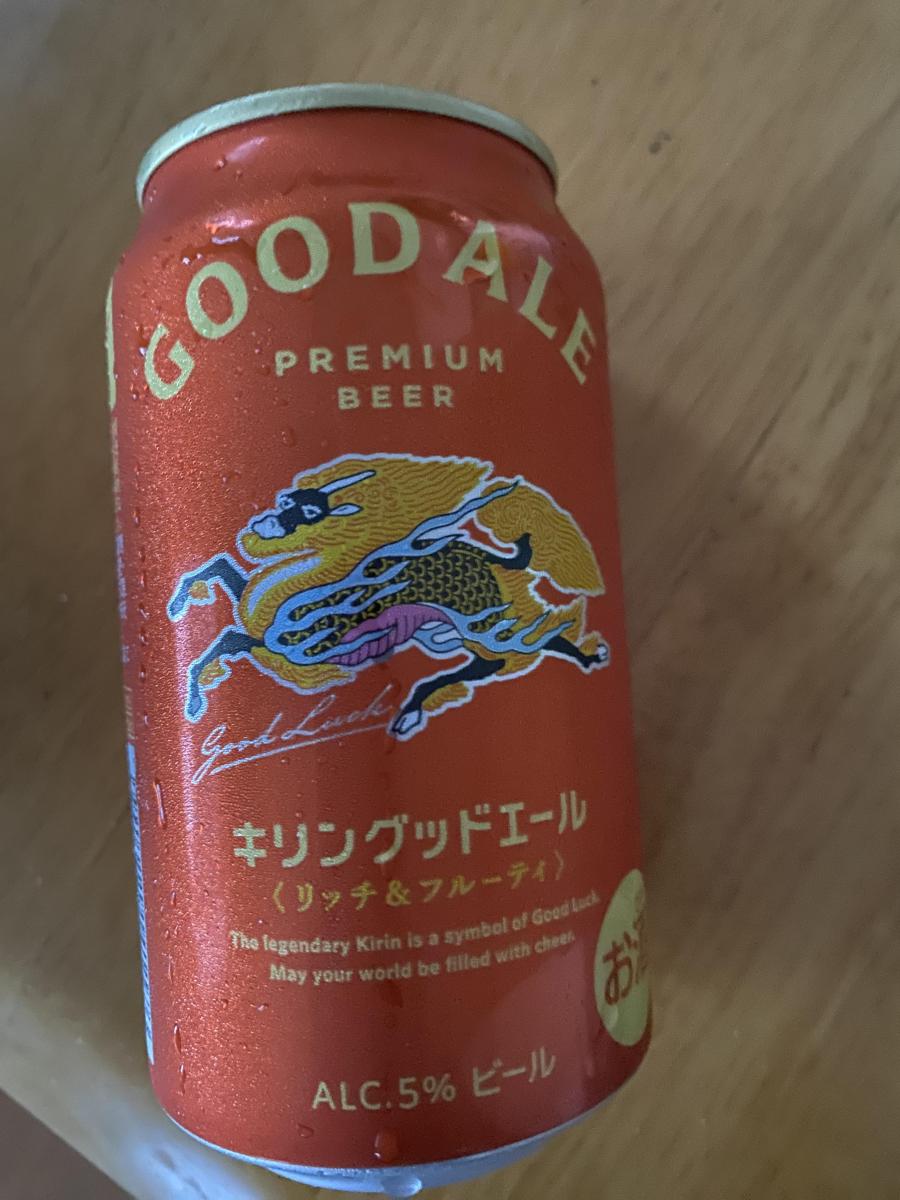 GOOD ALE
PREMIUM
BEER
Good Luck
キリングッドエール
〈リッチ&フルーティ〉
The legendary Kirin is a symbol of Good Luck.
May your world be filled with cheer.
お酒
ALC.5% ビール